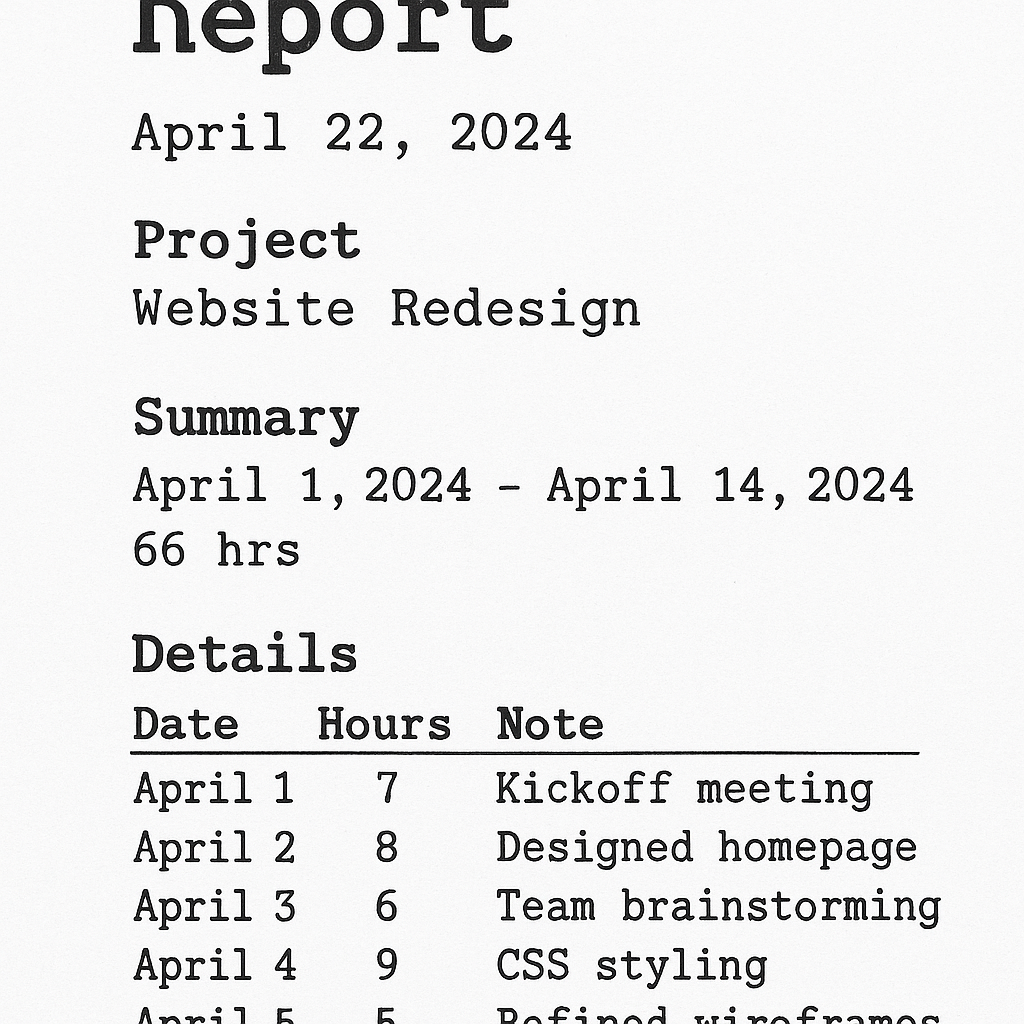 Report
April 22, 2024
Project
Website Redesign
Summary
April 1, 2024 – April 14, 2024
66 hrs
Details
Date Hours Note
April 1 7 Kickoff meeting
April 2 8 Designed homepage
April 3 6 Team brainstorming
April 4 9 CSS styling
April 5 5 Refined wireframes